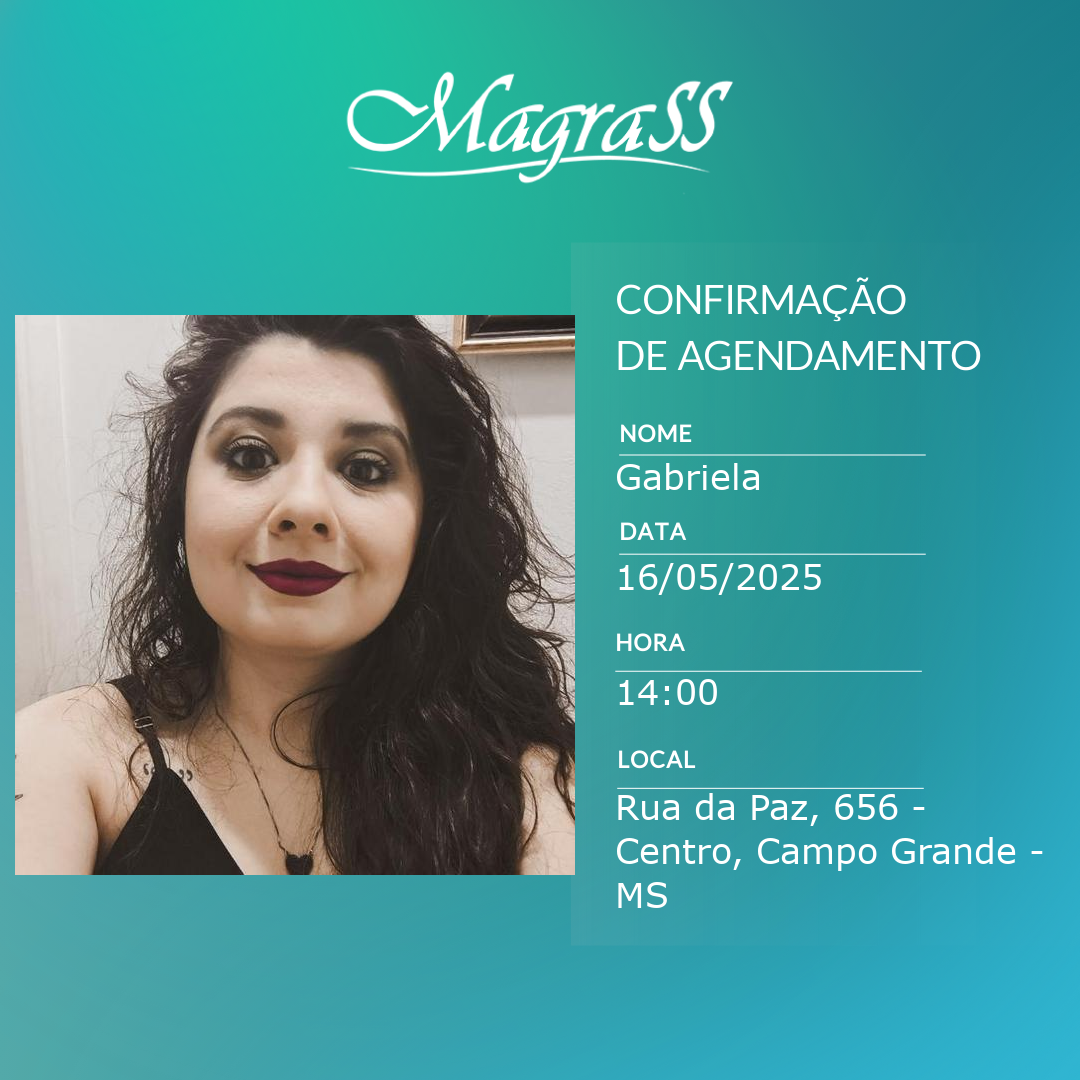 MagraSS
CONFIRMAÇÃO
DE AGENDAMENTO
NOME
Gabriela
DATA
16/05/2025
HORA
14:00
LOCAL
Rua da Paz, 656 -
Centro, Campo Grande -
MS